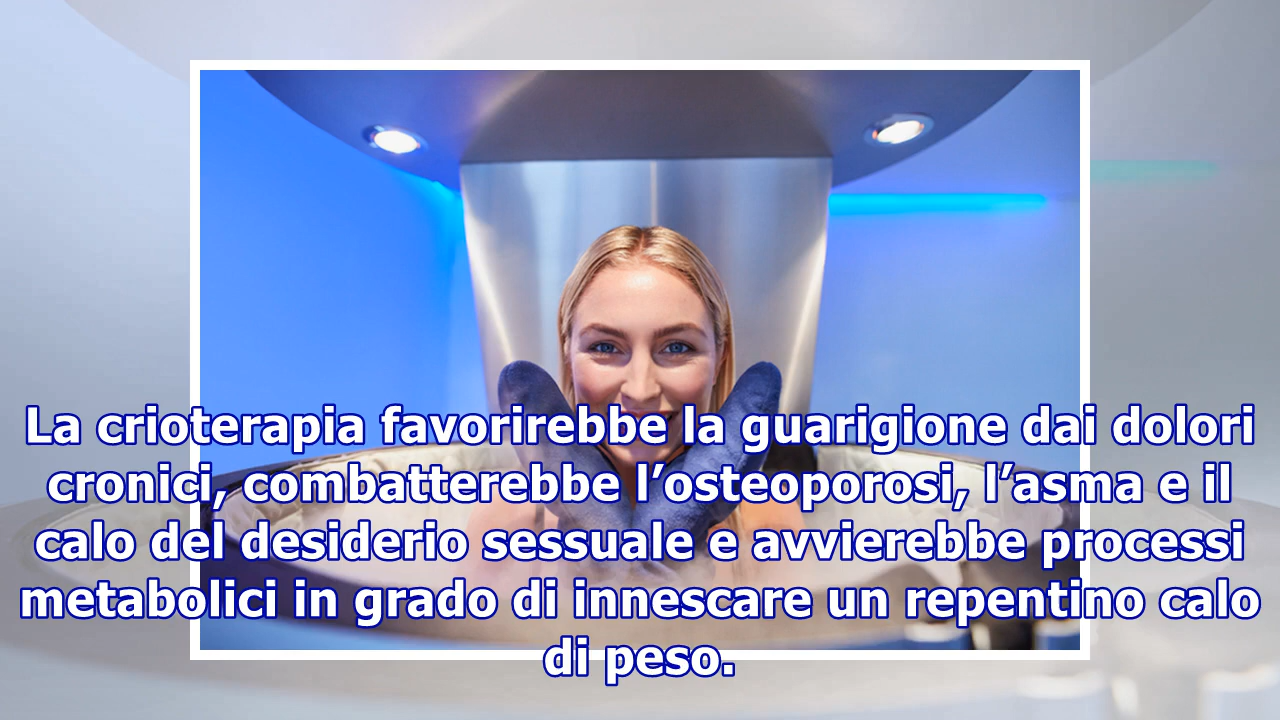 La crioterapia favorirebbe la guarigione dai dolori
cronici, combatterebbe l’osteoporosi, l’asma e il
calo del desiderio sessuale e avvierebbe processi
metabolici in grado di innescare un repentino calo
di peso.